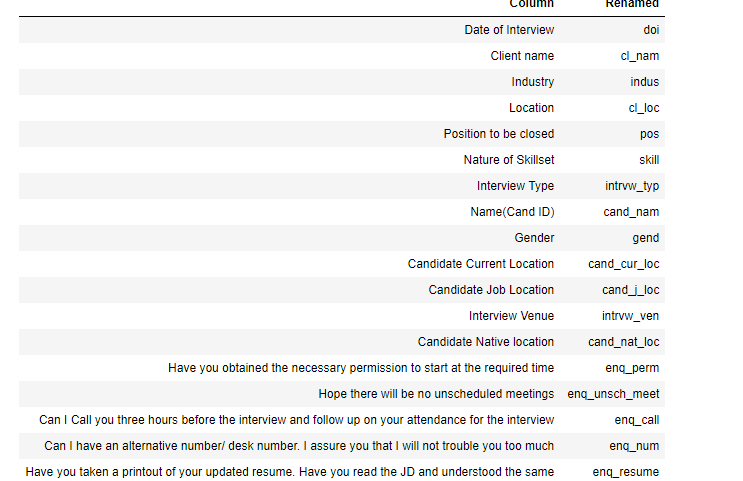 Column Renamed
Date of Interview doi
Client name cl_nam
Industry indus
Location cl_loc
Position to be closed pos
Nature of Skillset skill
Interview Type intrvw_typ
Name(Cand ID) cand_nam
Gender gend
Candidate Current Location cand_cur_loc
Candidate Job Location cand_j_loc
Interview Venue intrvw_ven
Candidate Native location cand_nat_loc
Have you obtained the necessary permission to start at the required time enq_perm
Hope there will be no unscheduled meetings enq_unsch_meet
Can I Call you three hours before the interview and follow up on your attendance for the interview enq_call
Can I have an alternative number/ desk number. I assure you that I will not trouble you too much enq_num
Have you taken a printout of your updated resume. Have you read the JD and understood the same enq_resume